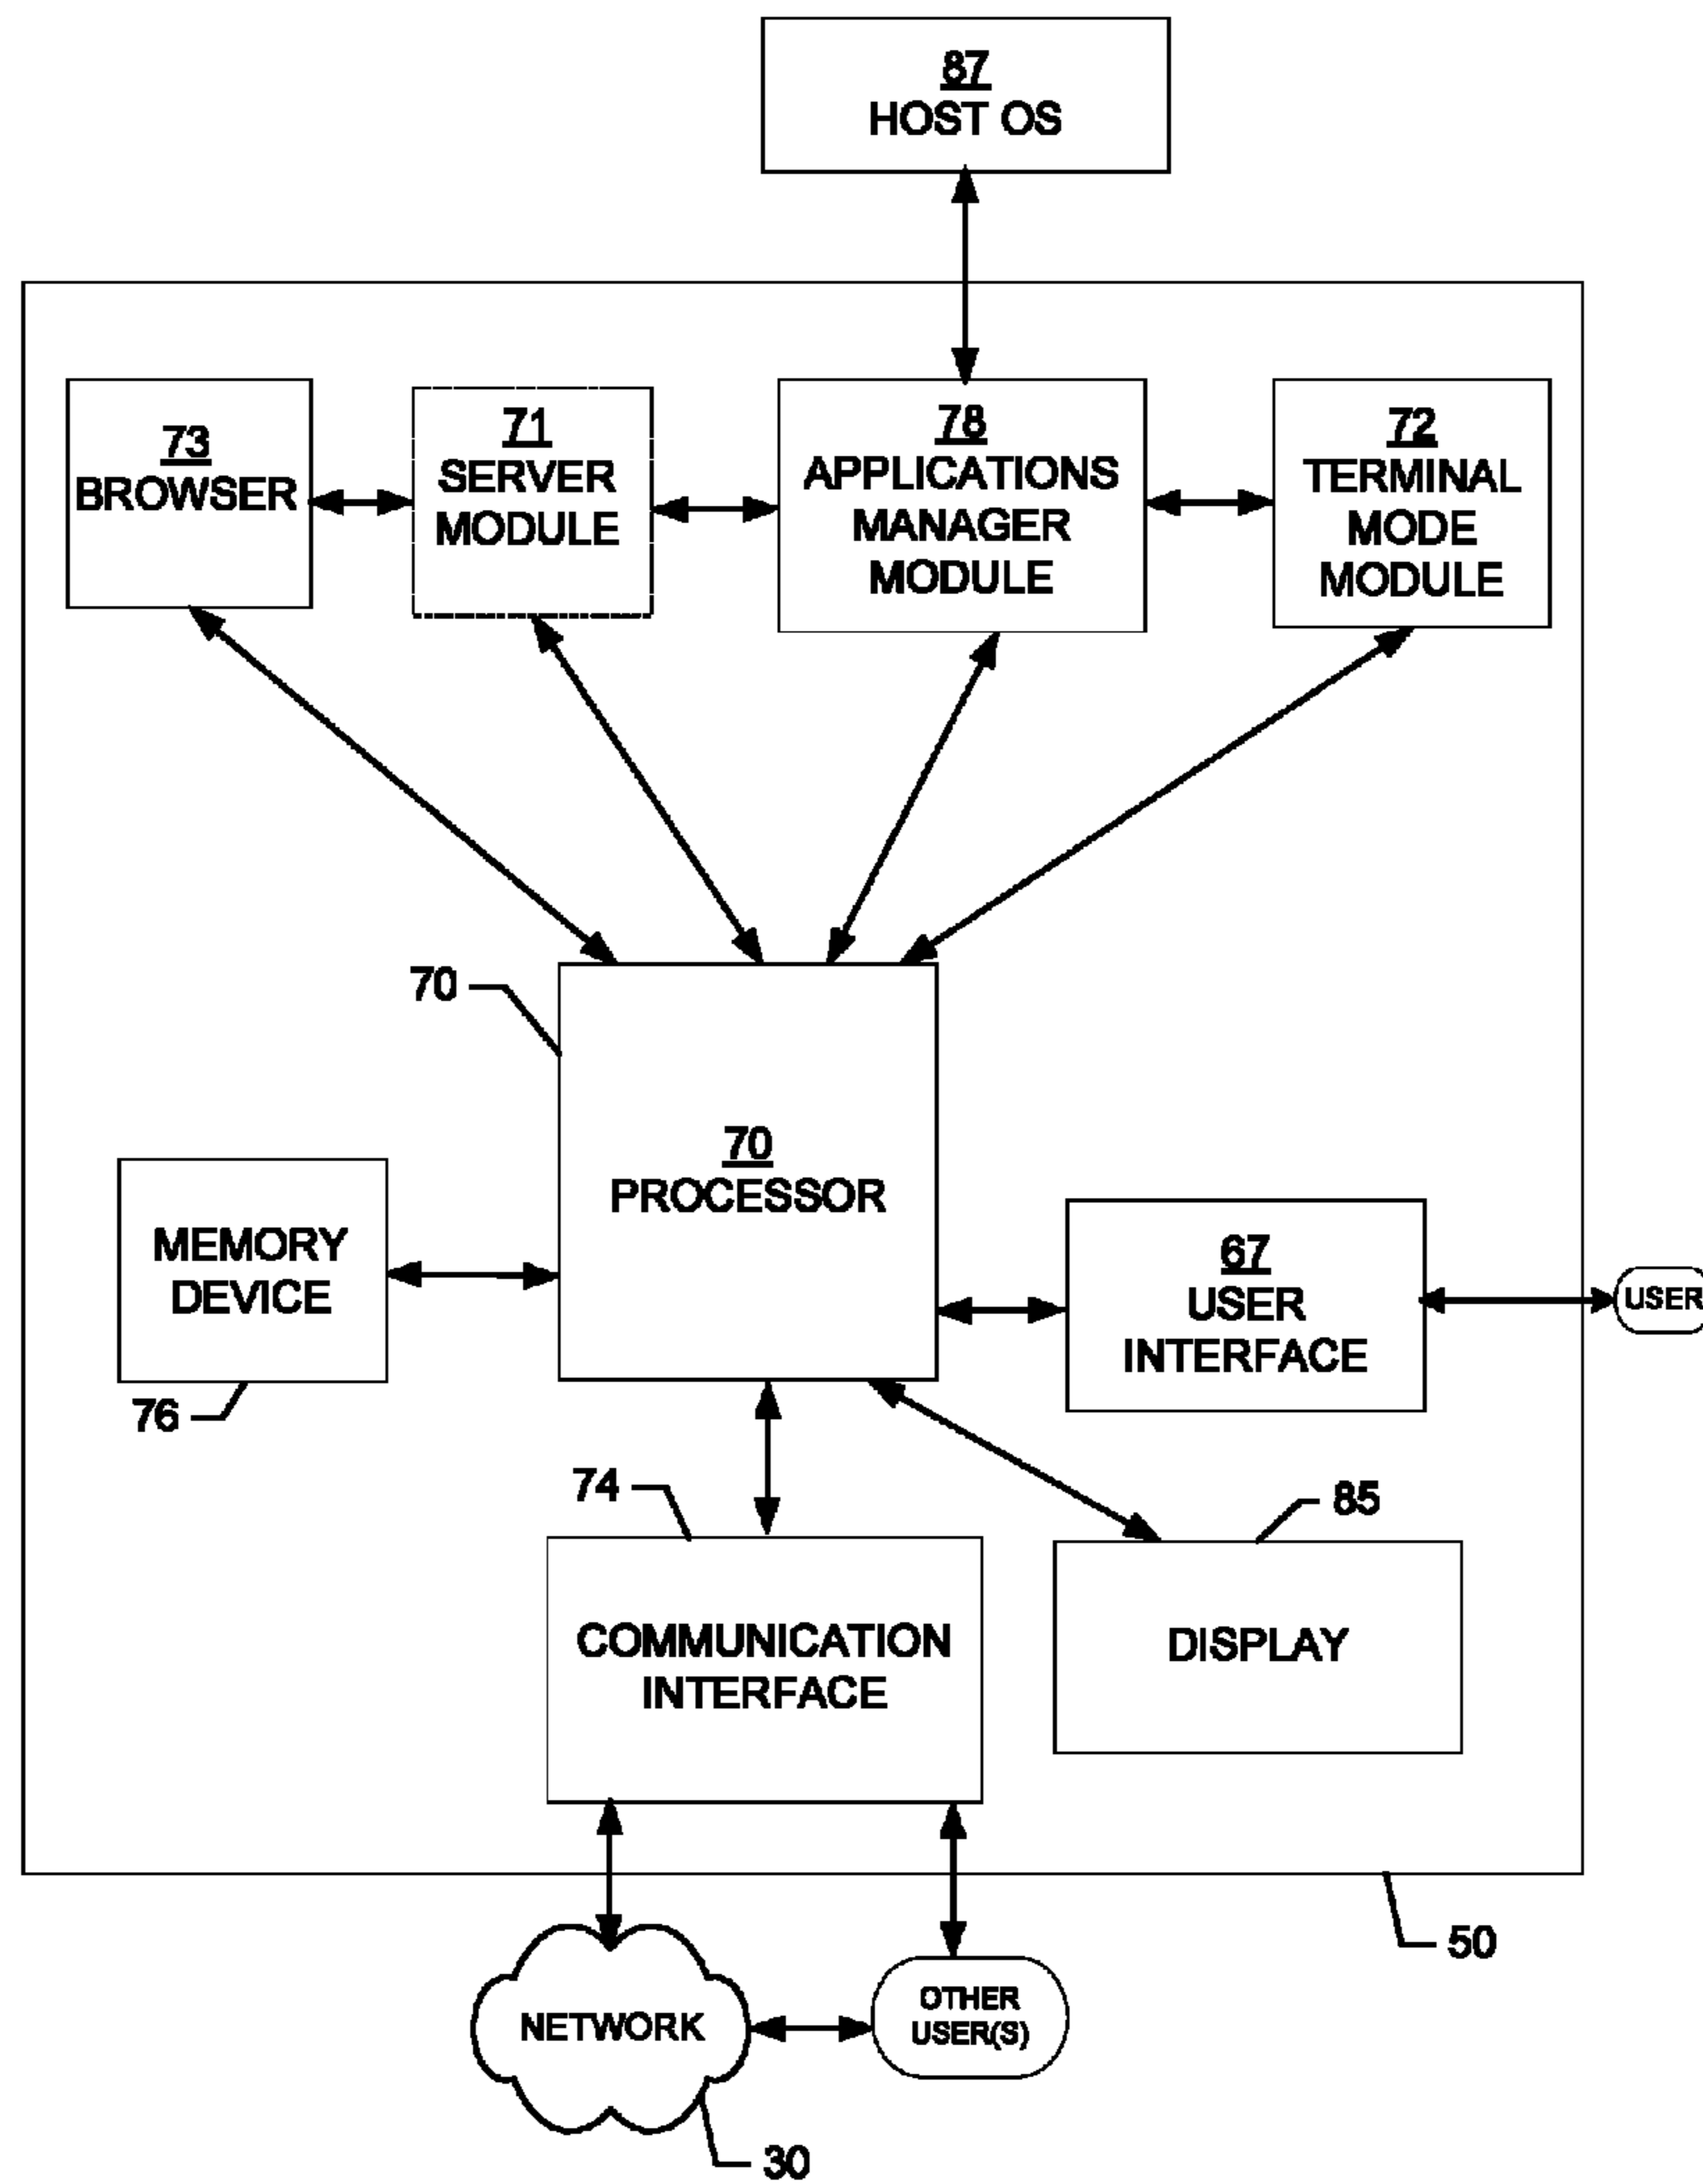 87
HOST OS
73
BROWSER
71
SERVER
MODULE
78
APPLICATIONS
MANAGER
MODULE
72
TERMINAL
MODE
MODULE
70
70
PROCESSOR
MEMORY
DEVICE
76
67
USER
INTERFACE
USER
74
COMMUNICATION
INTERFACE
85
DISPLAY
50
NETWORK
OTHER
USER(S)
30